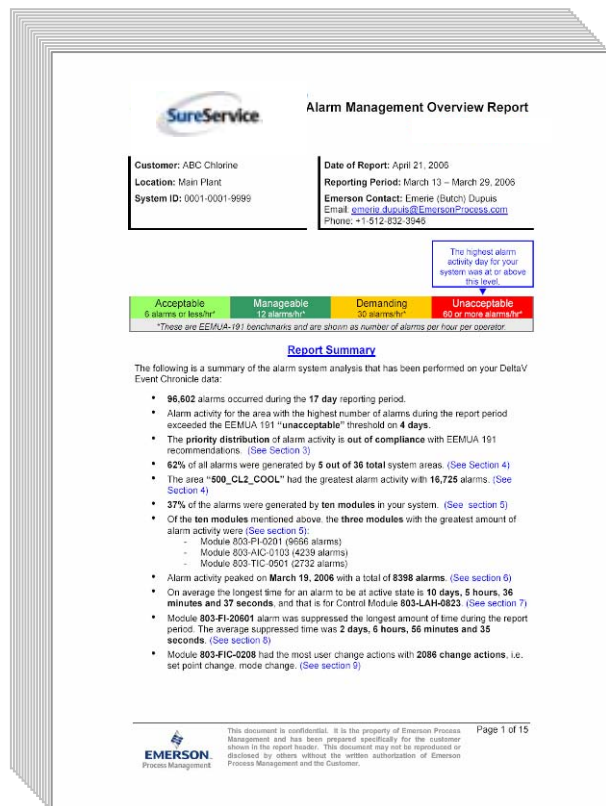 SureService
Alarm Management Overview Report
Customer: ABC Chlorine
Location: Main Plant
System ID: 0001-0001-9999
Date of Report: April 21, 2006
Reporting Period: March 13 – March 29, 2006
Emerson Contact: Emerie (Butch) Dupuis
Email: emerie.dupuis@EmersonProcess.com
Phone: +1-512-832-3946
The highest alarm
activity day for your
system was at or above
this level.
Acceptable
6 alarms or less/hr*
Manageable
12 alarms/hr*
Demanding
30 alarms/hr*
Unacceptable
60 or more alarms/hr*
*These are EEMUA-191 benchmarks and are shown as number of alarms per hour per operator.
Report Summary
The following is a summary of the alarm system analysis that has been performed on your DeltaV
Event Chronicle data:
• 96,602 alarms occurred during the 17 day reporting period.
• Alarm activity for the area with the highest number of alarms during the report period
exceeded the EEMUA 191 "unacceptable" threshold on 4 days.
• The priority distribution of alarm activity is out of compliance with EEMUA 191
recommendations. (See Section 3)
• 62% of all alarms were generated by 5 out of 36 total system areas. (See Section 4)
• The area "500_CL2_COOL" had the greatest alarm activity with 16,725 alarms. (See
Section 4)
• 37% of the alarms were generated by ten modules in your system. (See section 5)
• Of the ten modules mentioned above, the three modules with the greatest amount of
alarm activity were (See section 5):
- Module 803-PI-0201 (9666 alarms)
- Module 803-AIC-0103 (4239 alarms)
- Module 803-TIC-0501 (2732 alarms)
• Alarm activity peaked on March 19, 2006 with a total of 8398 alarms. (See section 6)
• On average the longest time for an alarm to be at active state is 10 days, 5 hours, 36
minutes and 37 seconds, and that is for Control Module 803-LAH-0823. (See section 7)
• Module 803-FI-20601 alarm was suppressed the longest amount of time during the report
period. The average suppressed time was 2 days, 6 hours, 56 minutes and 35
seconds. (See section 8)
• Module 803-FIC-0208 had the most user change actions with 2086 change actions, i.e.
set point change, mode change. (See section 9)
EMERSON
Process Management
This document is confidential. It is the property of Emerson Process
Management and has been prepared specifically for the customer
shown in the report header. This document may not be reproduced or
disclosed by others without the written authorization of Emerson
Process Management and the Customer.
Page 1 of 15